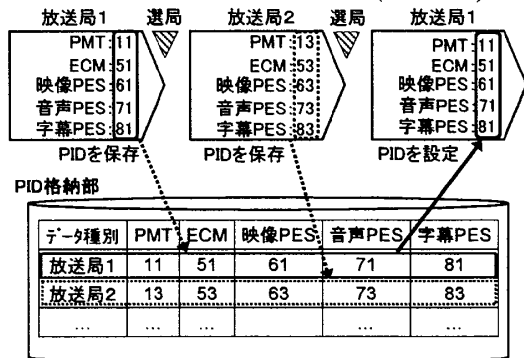 放送局1 選局 放送局2 選局 放送局1
PMT:11
ECM:51
映像PES:61
音声PES:71
字幕PES:81
PMT:13
ECM:53
映像PES:63
音声PES:73
字幕PES:83
PMT:11
ECM:51
映像PES:61
音声PES:71
字幕PES:81
PIDを保存 PIDを保存 PIDを設定
PID格納部
データ種別 PMT ECM 映像PES 音声PES 字幕PES
放送局1 11 51 61 71 81
放送局2 13 53 63 73 83
… … … … …